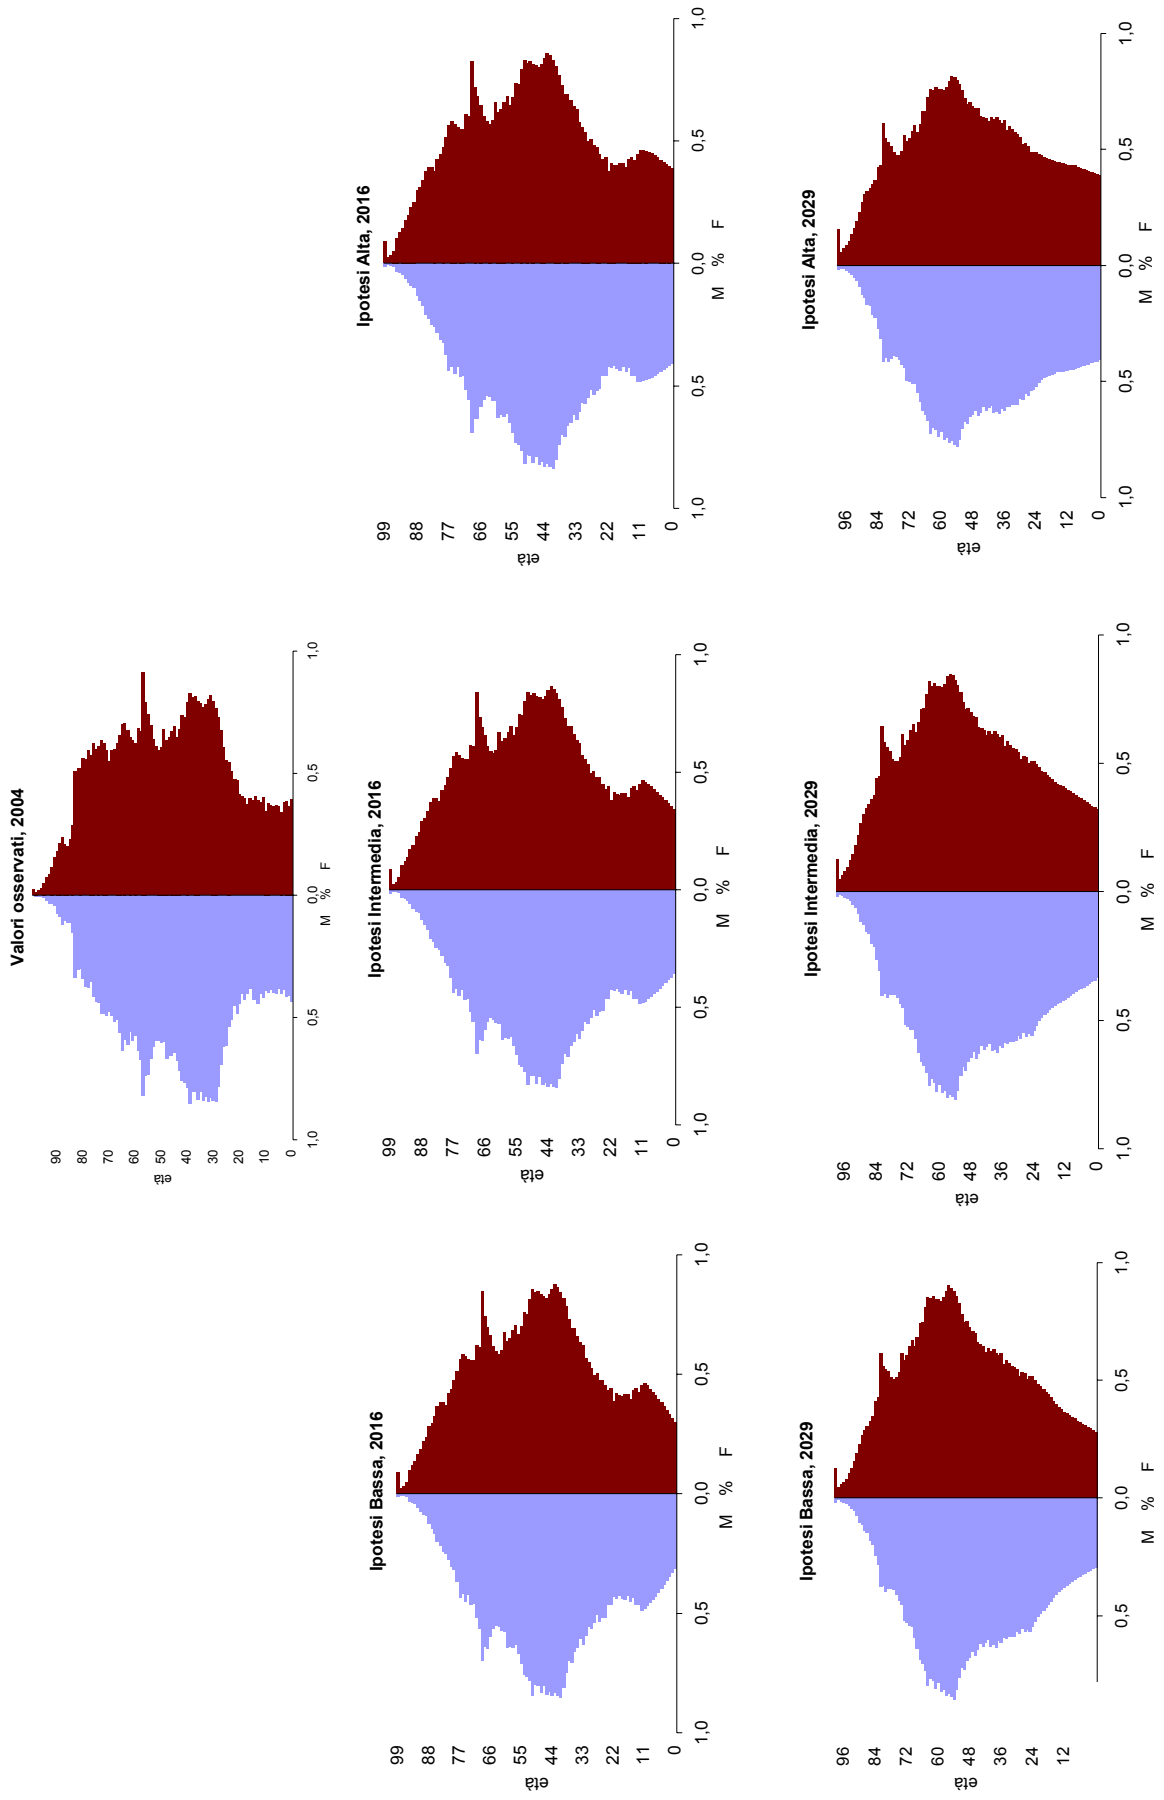 Valori osservati, 2004
età
90
80
70
60
50
40
30
20
10
0
1,0 0,5 0,0 0,5 1,0
M % F
Ipotesi Bassa, 2016
età
99
88
77
66
55
44
33
22
11
0
1,0 0,5 0,0 0,5 1,0
M % F
Ipotesi Intermedia, 2016
età
99
88
77
66
55
44
33
22
11
0
1,0 0,5 0,0 0,5 1,0
M % F
Ipotesi Alta, 2016
età
99
88
77
66
55
44
33
22
11
0
1,0 0,5 0,0 0,5 1,0
M % F
Ipotesi Bassa, 2029
età
96
84
72
60
48
36
24
12
0,5 0,0 0,5 1,0
M % F
Ipotesi Intermedia, 2029
età
96
84
72
60
48
36
24
12
0
1,0 0,5 0,0 0,5 1,0
M % F
Ipotesi Alta, 2029
età
96
84
72
60
48
36
24
12
0
1,0 0,5 0,0 0,5 1,0
M % F